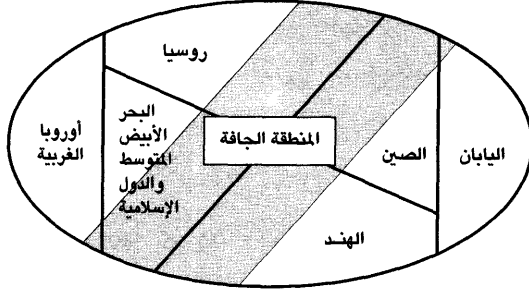 روسيا
اليابان
الصين
المنطقة الجافة
البحر
الأبيض
المتوسط
والدول
الإسلامية
أوروبا
الغربية
الهند